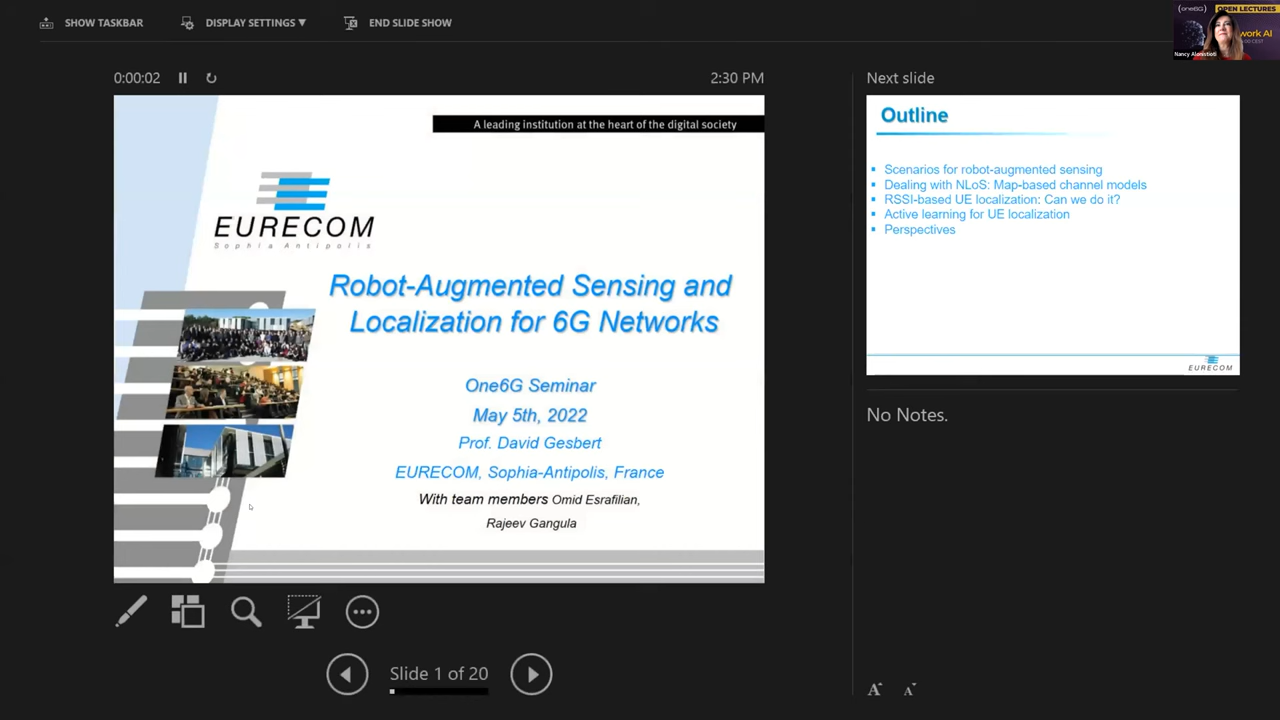 SHOW TASKBAR
DISPLAY SETTINGS ▼
END SLIDE SHOW
(one6G)
OPEN LECTURES
work AI
Nancy Alonistioti
0:00:02
2:30 PM
A leading institution at the heart of the digital society
EURECOM
Sophia Antipolis
Robot-Augmented Sensing and
Localization for 6G Networks
One6G Seminar
May 5th, 2022
Prof. David Gesbert
EURECOM, Sophia-Antipolis, France
With team members Omid Esrafilian,
Rajeev Gangula
Slide 1 of 20
Next slide
Outline
▪ Scenarios for robot-augmented sensing
▪ Dealing with NLoS: Map-based channel models
▪ RSSI-based UE localization: Can we do it?
▪ Active learning for UE localization
▪ Perspectives
EURECOM
No Notes.
A A